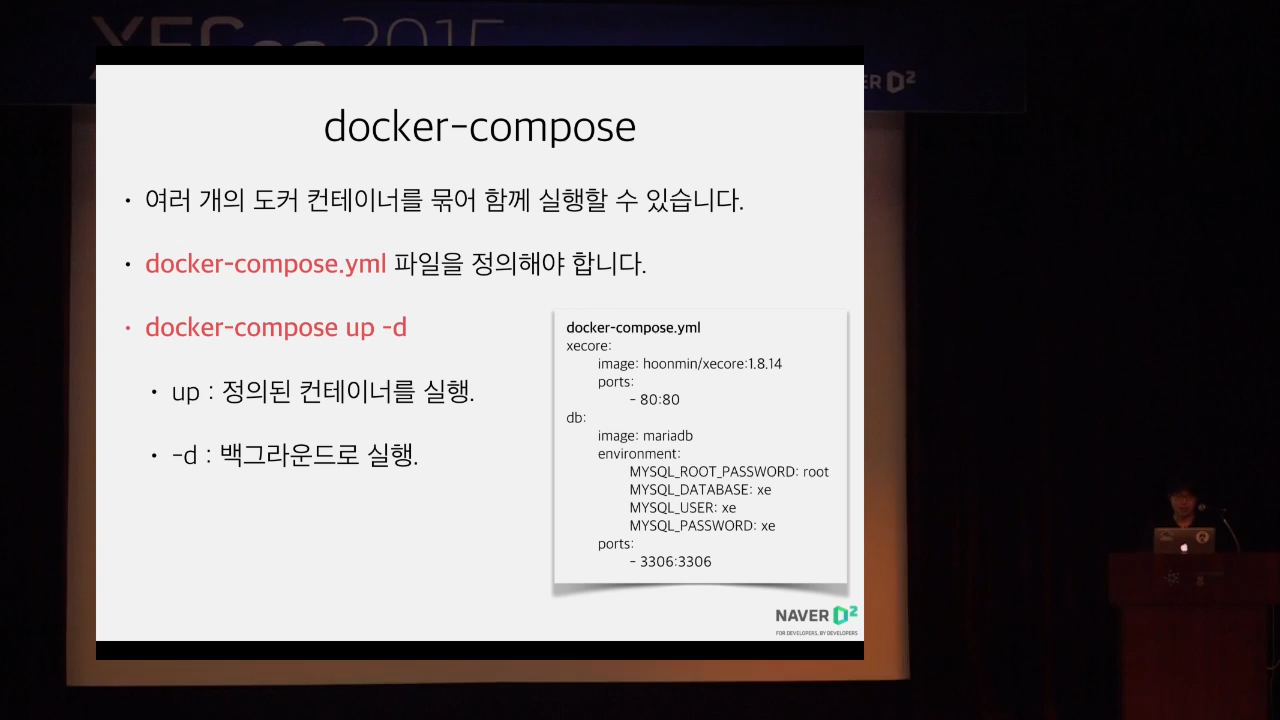 XECon 2015
docker-compose
• 여러 개의 도커 컨테이너를 묶어 함께 실행할 수 있습니다.
• docker-compose.yml 파일을 정의해야 합니다.
• docker-compose up -d
• up : 정의된 컨테이너를 실행.
• -d : 백그라운드로 실행.
docker-compose.yml
xecore:
image: hoonmin/xecore:1.8.14
ports:
- 80:80
db:
image: mariadb
environment:
MYSQL_ROOT_PASSWORD: root
MYSQL_DATABASE: xe
MYSQL_USER: xe
MYSQL_PASSWORD: xe
ports:
- 3306:3306
NAVER D2
FOR DEVELOPERS, BY DEVELOPERS